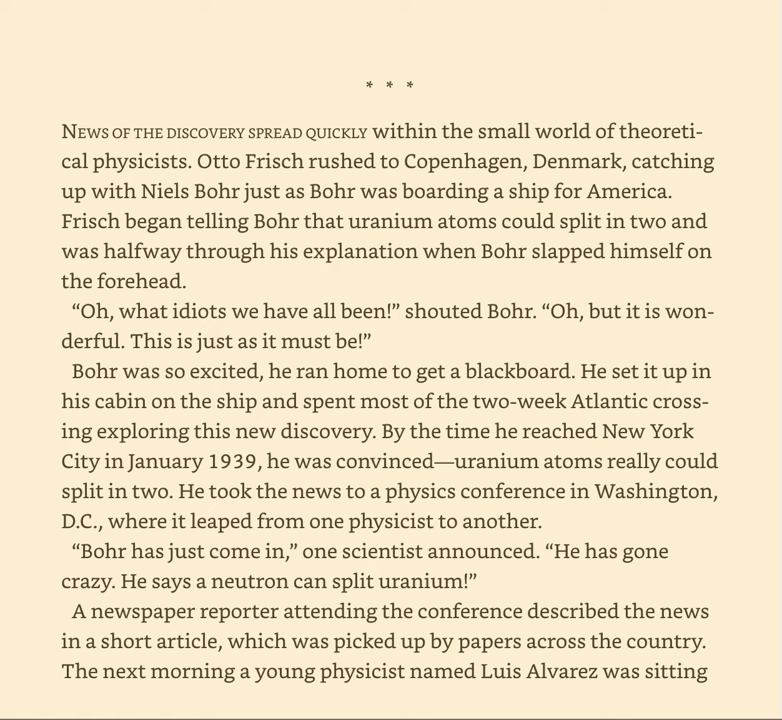 * * *
NEWS OF THE DISCOVERY SPREAD QUICKLY within the small world of theoreti-
cal physicists. Otto Frisch rushed to Copenhagen, Denmark, catching
up with Niels Bohr just as Bohr was boarding a ship for America.
Frisch began telling Bohr that uranium atoms could split in two and
was halfway through his explanation when Bohr slapped himself on
the forehead.
“Oh, what idiots we have all been!” shouted Bohr. “Oh, but it is won-
derful. This is just as it must be!”
Bohr was so excited, he ran home to get a blackboard. He set it up in
his cabin on the ship and spent most of the two-week Atlantic cross-
ing exploring this new discovery. By the time he reached New York
City in January 1939, he was convinced—uranium atoms really could
split in two. He took the news to a physics conference in Washington,
D.C., where it leaped from one physicist to another.
“Bohr has just come in,” one scientist announced. “He has gone
crazy. He says a neutron can split uranium!”
A newspaper reporter attending the conference described the news
in a short article, which was picked up by papers across the country.
The next morning a young physicist named Luis Alvarez was sitting